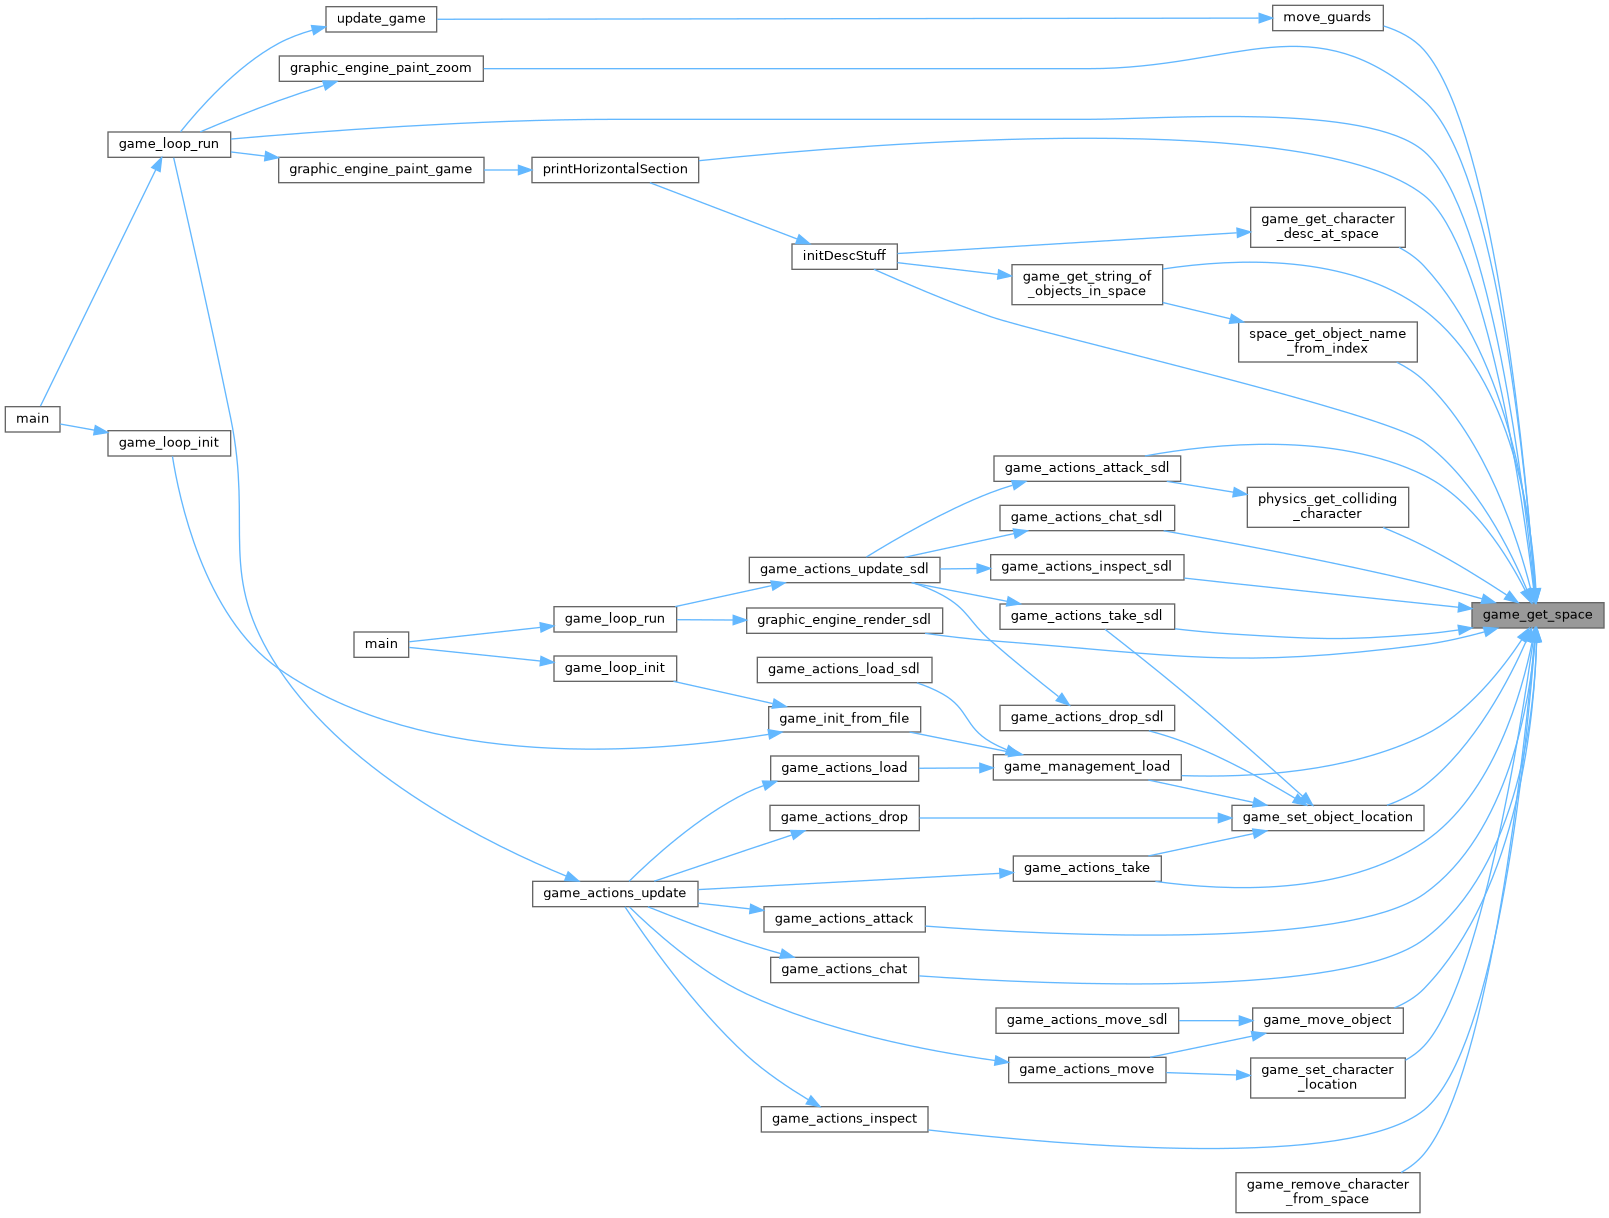 update_game
move_guards
graphic_engine_paint_zoom
game_loop_run
graphic_engine_paint_game
printHorizontalSection
game_get_character
_desc_at_space
initDescStuff
game_get_string_of
_objects_in_space
space_get_object_name
_from_index
main
game_loop_init
game_actions_attack_sdl
physics_get_colliding
_character
game_actions_chat_sdl
game_actions_update_sdl
game_actions_inspect_sdl
game_get_space
game_loop_run
graphic_engine_render_sdl
game_actions_take_sdl
main
game_loop_init
game_actions_load_sdl
game_init_from_file
game_actions_drop_sdl
game_actions_load
game_management_load
game_actions_drop
game_set_object_location
game_actions_take
game_actions_update
game_actions_attack
game_actions_chat
game_actions_move_sdl
game_move_object
game_actions_move
game_set_character
_location
game_actions_inspect
game_remove_character
_from_space